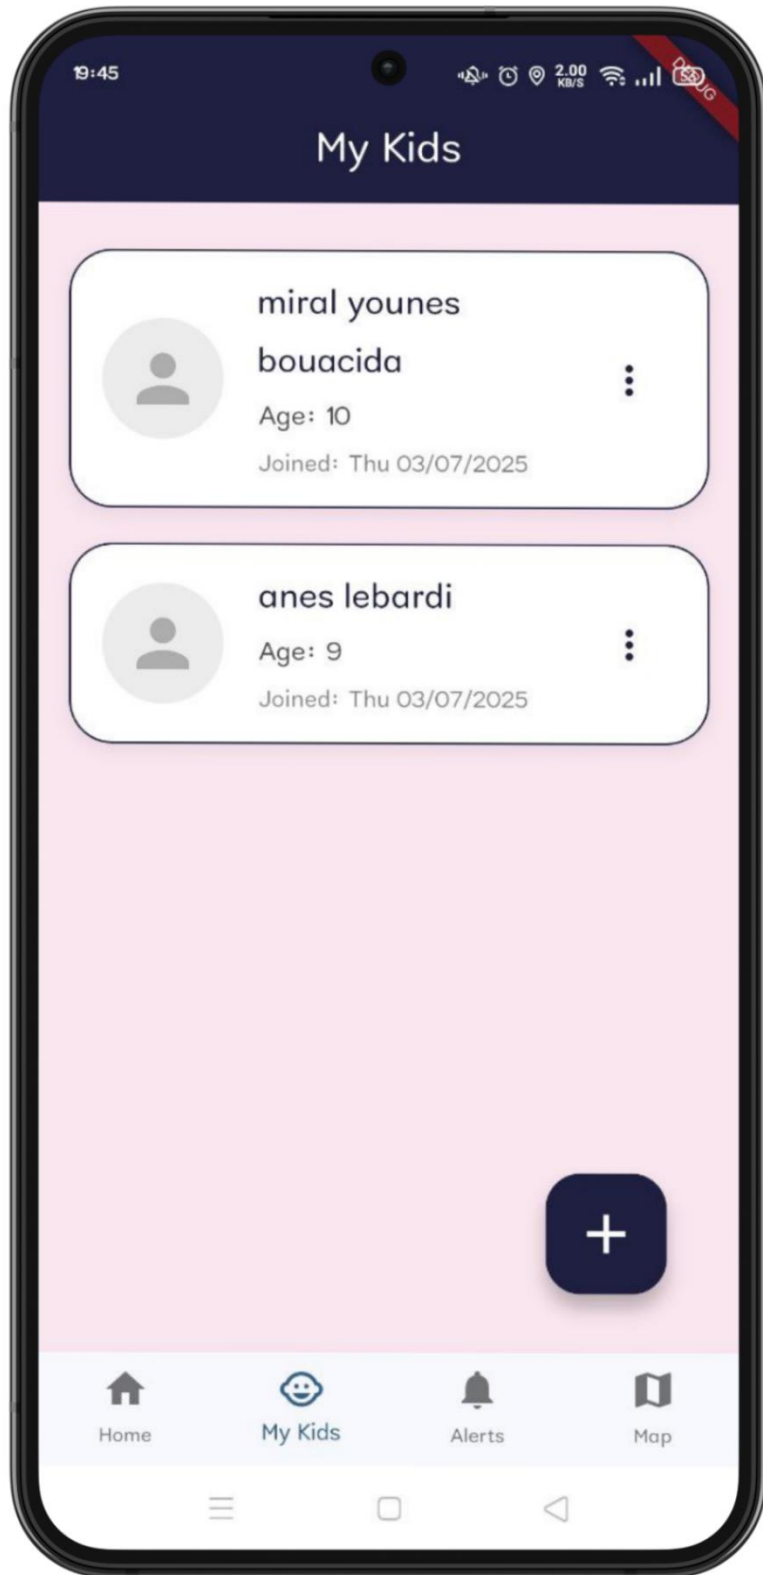 19:45
2.00
KB/S
53
DEBUG
My Kids
miral younes
bouacida
Age: 10
Joined: Thu 03/07/2025
anes lebardi
Age: 9
Joined: Thu 03/07/2025
+
Home
My Kids
Alerts
Map